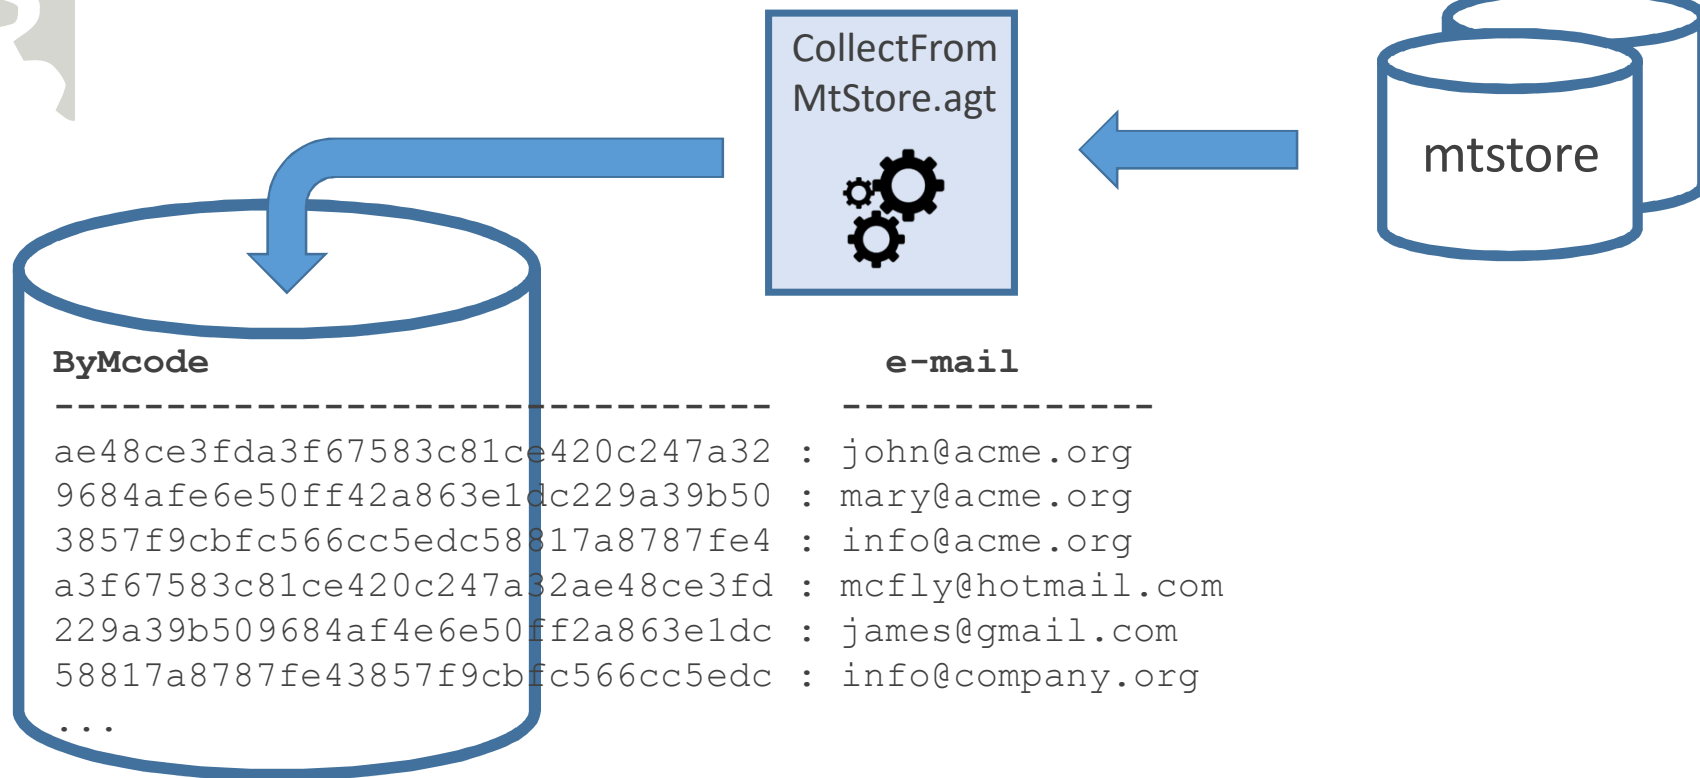 CollectFrom
MtStore.agt
mtstore
ByMcode e-mail
-------------------------------- --------------
ae48ce3fda3f67583c81ce420c247a32 : john@acme.org
9684afe6e50ff42a863e1dc229a39b50 : mary@acme.org
3857f9cbfc566cc5edc58817a8787fe4 : info@acme.org
a3f67583c81ce420c247a32ae48ce3fd : mcfly@hotmail.com
229a39b509684af4e6e50ff2a863e1dc : james@gmail.com
58817a8787fe43857f9cbfc566cc5edc : info@company.org
...